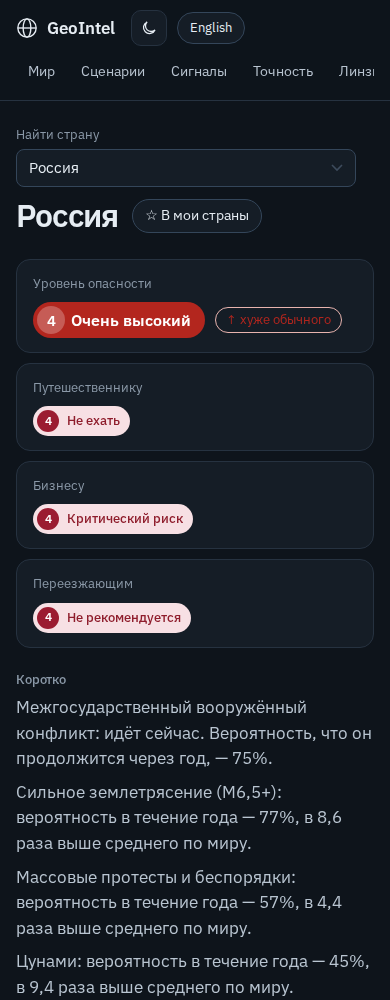 GeoIntel
English
Мир Сценарии Сигналы Точность Линзы
Найти страну
Россия
Россия
☆ В мои страны
Уровень опасности
4 Очень высокий
↑ хуже обычного
Путешественнику
4 Не ехать
Бизнесу
4 Критический риск
Переезжающим
4 Не рекомендуется
Коротко
Межгосударственный вооружённый
конфликт: идёт сейчас. Вероятность, что он
продолжится через год, — 75%.
Сильное землетрясение (M6,5+):
вероятность в течение года — 77%, в 8,6
раза выше среднего по миру.
Массовые протесты и беспорядки:
вероятность в течение года — 57%, в 4,4
раза выше среднего по миру.
Цунами: вероятность в течение года — 45%,
в 9,4 раза выше среднего по миру.